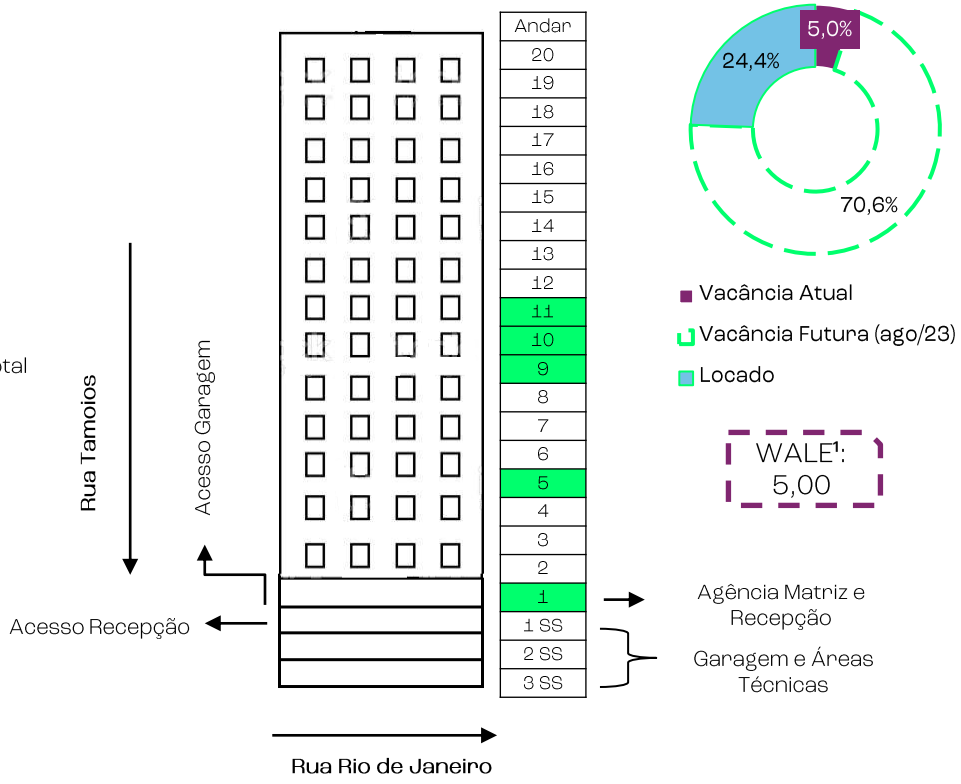 otal
Rua Tamoios
Acesso Garagem
Acesso Recepção
Rua Rio de Janeiro
Andar
20
19
18
17
16
15
14
13
12
11
10
9
8
7
6
5
4
3
2
1
1 SS
2 SS
3 SS
Agência Matriz e
Recepção
Garagem e Áreas
Técnicas
5,0%
24,4%
70,6%
Vacância Atual
Vacância Futura (ago/23)
Locado
WALE¹:
5,00